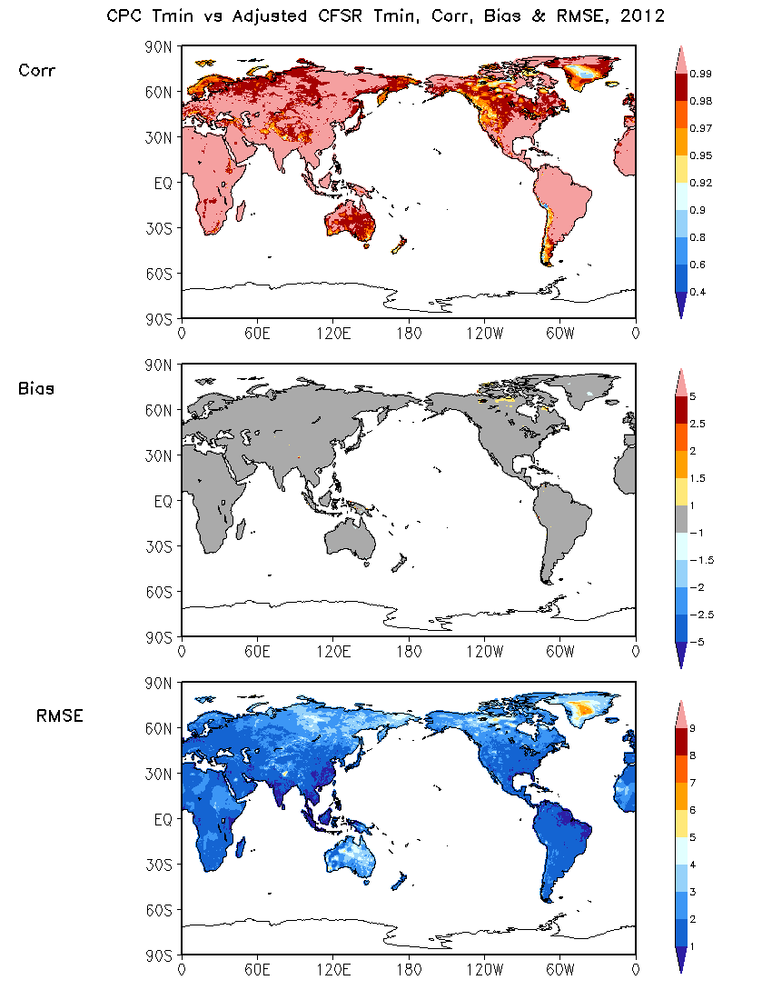 CPC Tmin vs Adjusted CFSR Tmin, Corr, Bias & RMSE, 2012
Corr
90N
60N
30N
EQ
30S
60S
90S
0 60E 120E 180 120W 60W 0
0.99
0.98
0.97
0.95
0.92
0.9
0.8
0.6
0.4
Bias
90N
60N
30N
EQ
30S
60S
90S
0 60E 120E 180 120W 60W 0
5
2.5
2
1.5
1
-1
-1.5
-2
-2.5
-5
RMSE
90N
60N
30N
EQ
30S
60S
90S
0 60E 120E 180 120W 60W 0
9
8
7
6
5
4
3
2
1